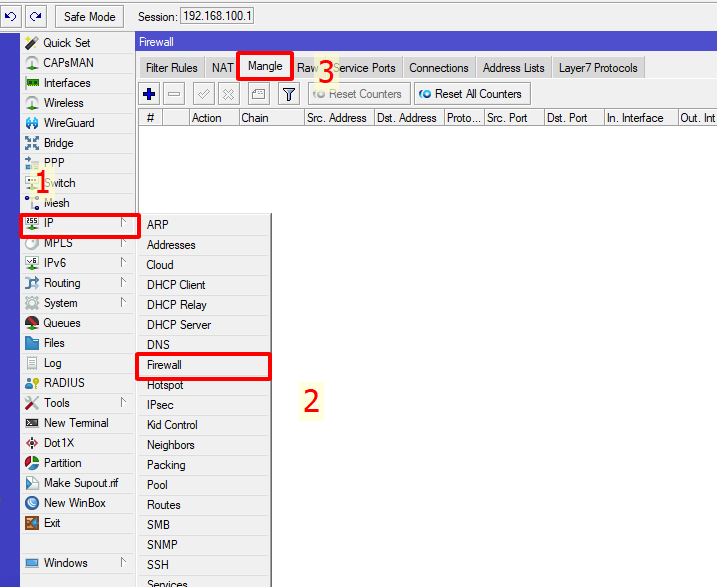 Safe Mode Session: 192.168.100.1
Quick Set
CAPsMAN
Interfaces
Wireless
WireGuard
Bridge
PPP
Switch
1
Mesh
IP
MPLS
IPv6
Routing
System
Queues
Files
Log
RADIUS
Tools
New Terminal
Dot1X
Partition
Make Supout.rif
New WinBox
Exit
Windows
Firewall
Filter Rules NAT Mangle Raw Service Ports Connections Address Lists Layer7 Protocols
3
Reset Counters Reset All Counters
# Action Chain Src. Address Dst. Address Proto... Src. Port Dst. Port In. Interface Out. Int
ARP
Addresses
Cloud
DHCP Client
DHCP Relay
DHCP Server
DNS
Firewall
Hotspot
IPsec
Kid Control
Neighbors
Packing
Pool
Routes
SMB
SNMP
SSH
Services
2